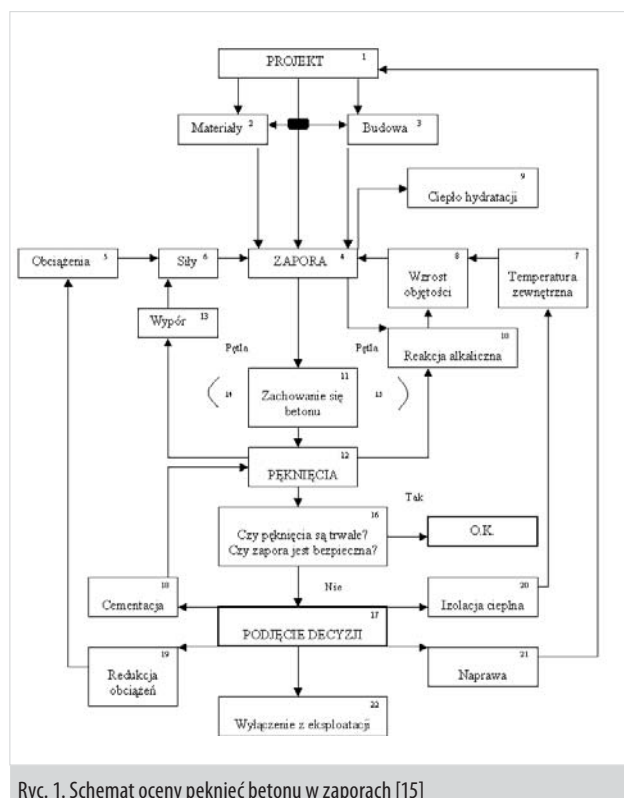 PROJEKT 1
Materiały 2
Budowa 3
9
Ciepło hydratacji
Obciążenia 5
Siły 6
ZAPORA 4
8
Wzrost
objętości
7
Temperatura
zewnętrzna
Wypór 13
10
Reakcja alkaliczna
Pętla
Pętla
14
11
Zachowanie się
betonu
15
12
PĘKNIĘCIA
16
Czy pęknięcia są trwałe?
Czy zapora jest bezpieczna?
Tak
O.K.
Nie
18
Cementacja
17
PODJĘCIE DECYZJI
20
Izolacja cieplna
19
Redukcja
obciążeń
21
Naprawa
22
Wyłączenie z eksploatacji
Ryc. 1. Schemat oceny pęknięć betonu w zaporach [15]